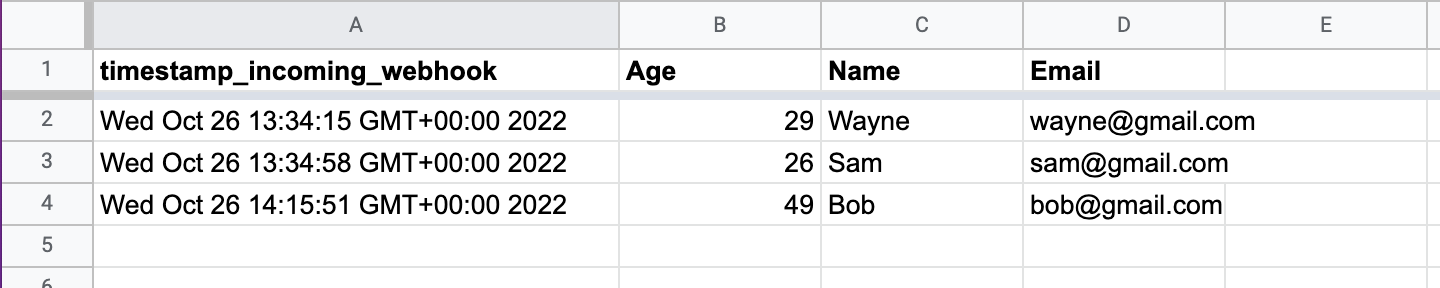 A B C D E
1 timestamp_incoming_webhook Age Name Email
2 Wed Oct 26 13:34:15 GMT+00:00 2022 29 Wayne wayne@gmail.com
3 Wed Oct 26 13:34:58 GMT+00:00 2022 26 Sam sam@gmail.com
4 Wed Oct 26 14:15:51 GMT+00:00 2022 49 Bob bob@gmail.com
5
6